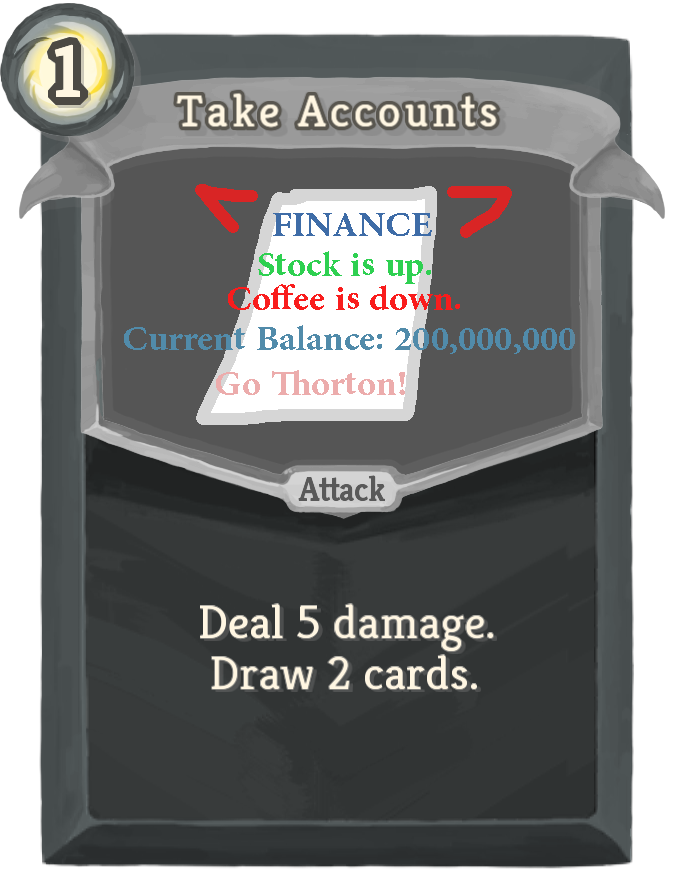 1
Take Accounts
FINANCE
Stock is up.
Coffee is down.
Current Balance: 200,000,000
Go Thorton!
Attack
Deal 5 damage.
Draw 2 cards.